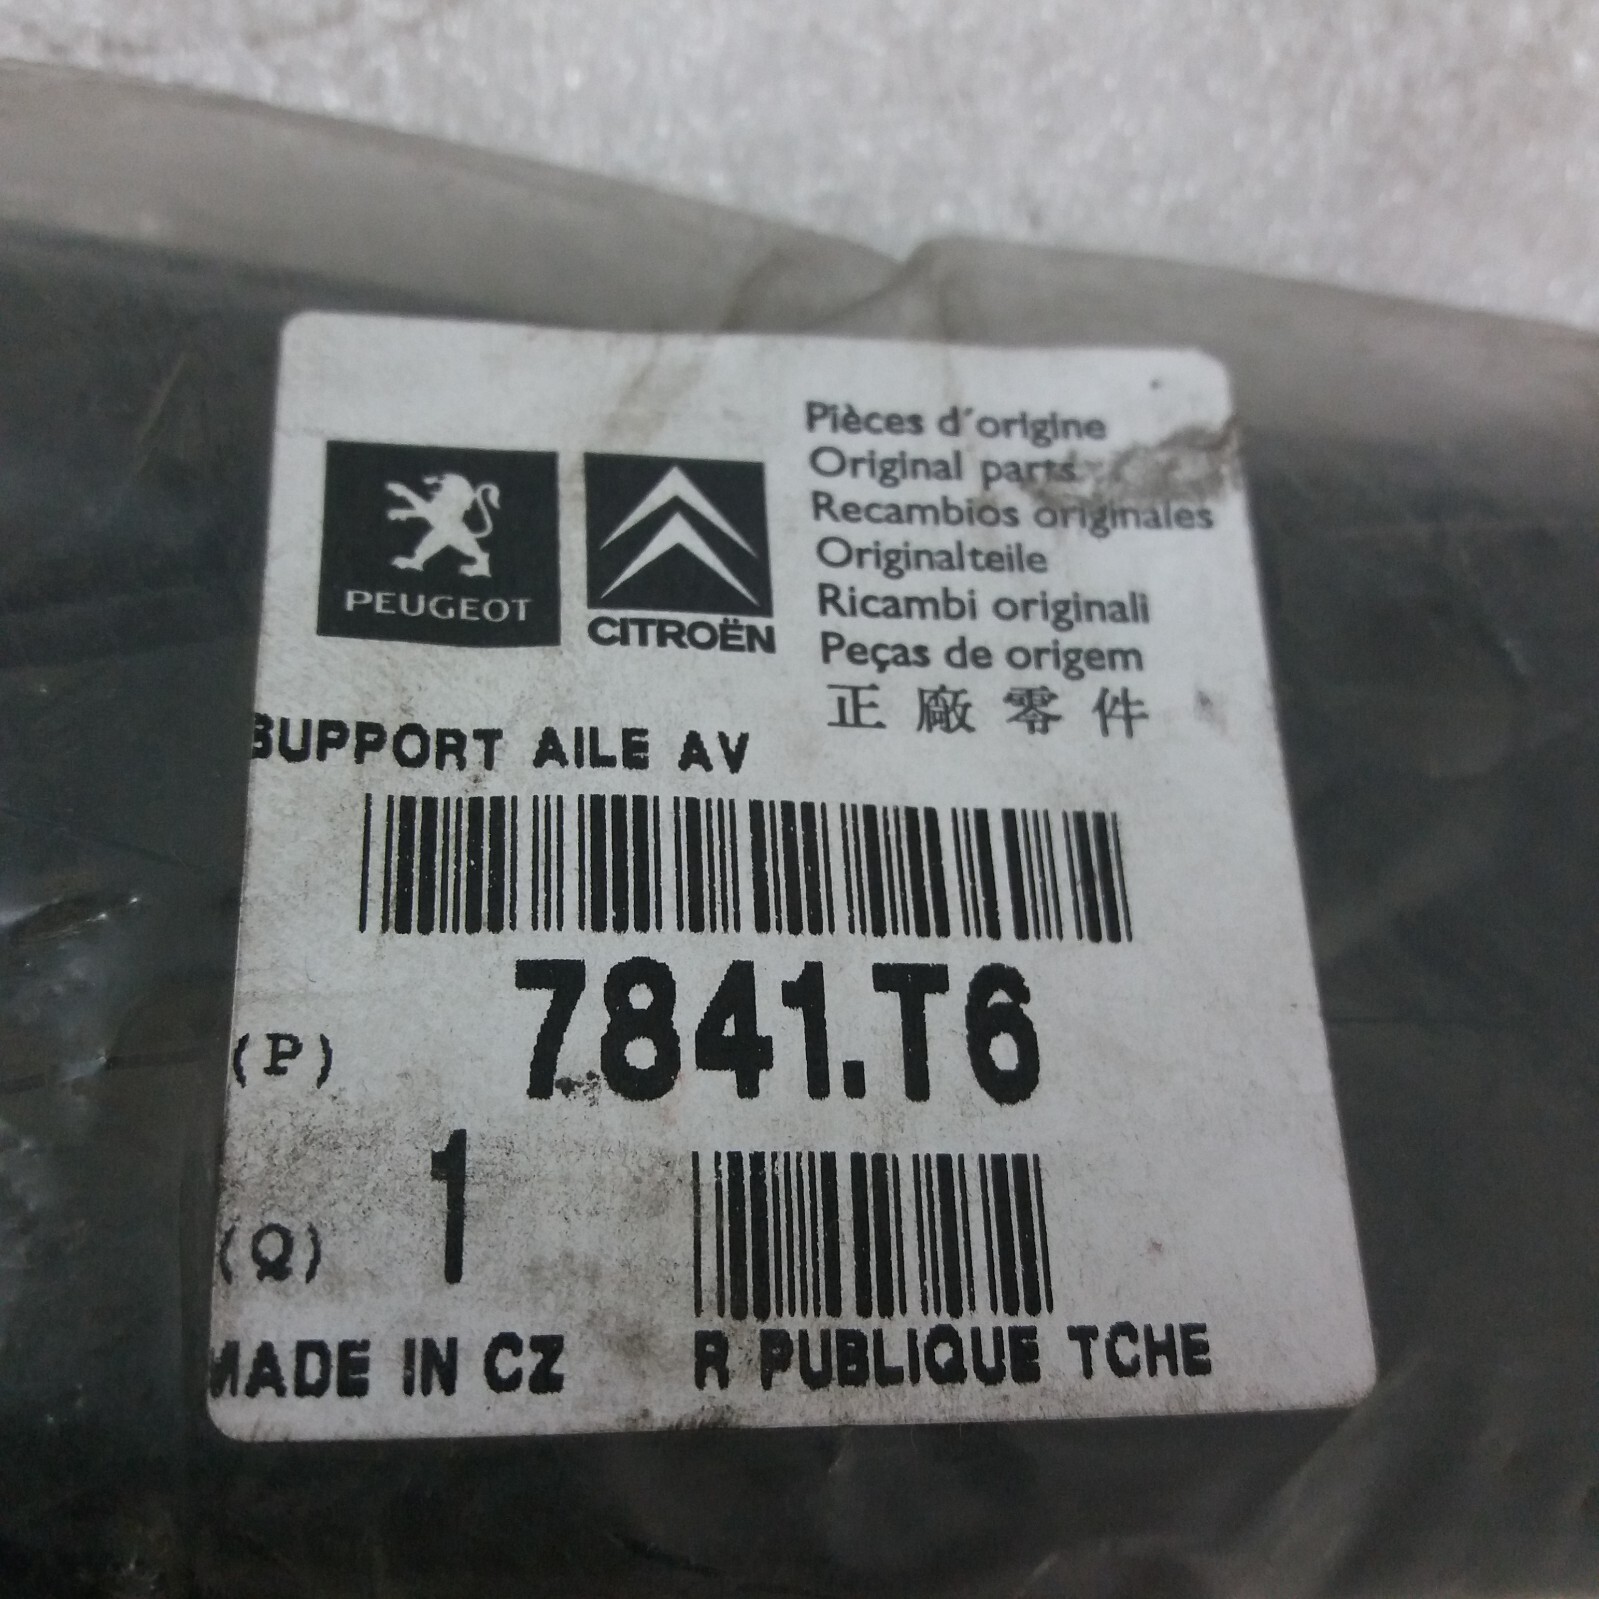 PEUGEOT
CITROËN
Pièces d'origine
Original parts
Recambios originales
Originalteile
Ricambi originali
Peças de origem
正廠零件
SUPPORT AILE AV
(P) 7841.T6
(Q) 1
MADE IN CZ R PUBLIQUE TCHE